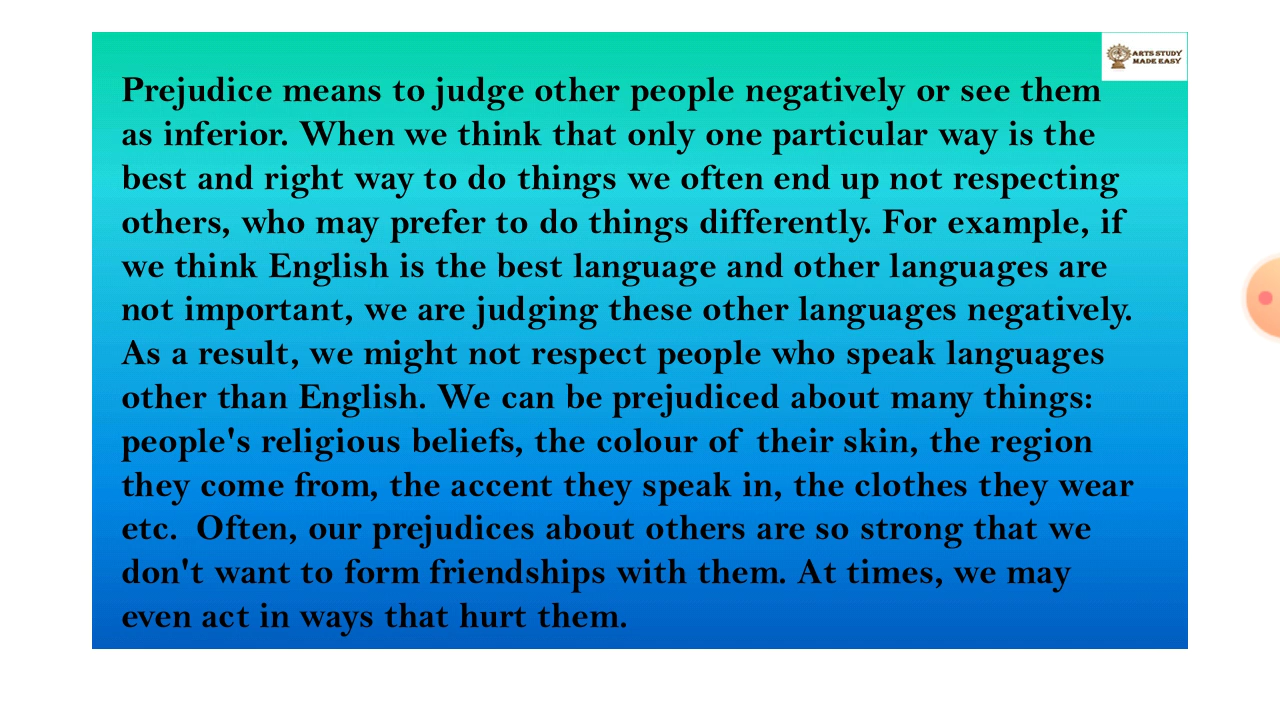 ARTS STUDY
MADE EASY
Prejudice means to judge other people negatively or see them
as inferior. When we think that only one particular way is the
best and right way to do things we often end up not respecting
others, who may prefer to do things differently. For example, if
we think English is the best language and other languages are
not important, we are judging these other languages negatively.
As a result, we might not respect people who speak languages
other than English. We can be prejudiced about many things:
people's religious beliefs, the colour of their skin, the region
they come from, the accent they speak in, the clothes they wear
etc. Often, our prejudices about others are so strong that we
don't want to form friendships with them. At times, we may
even act in ways that hurt them.